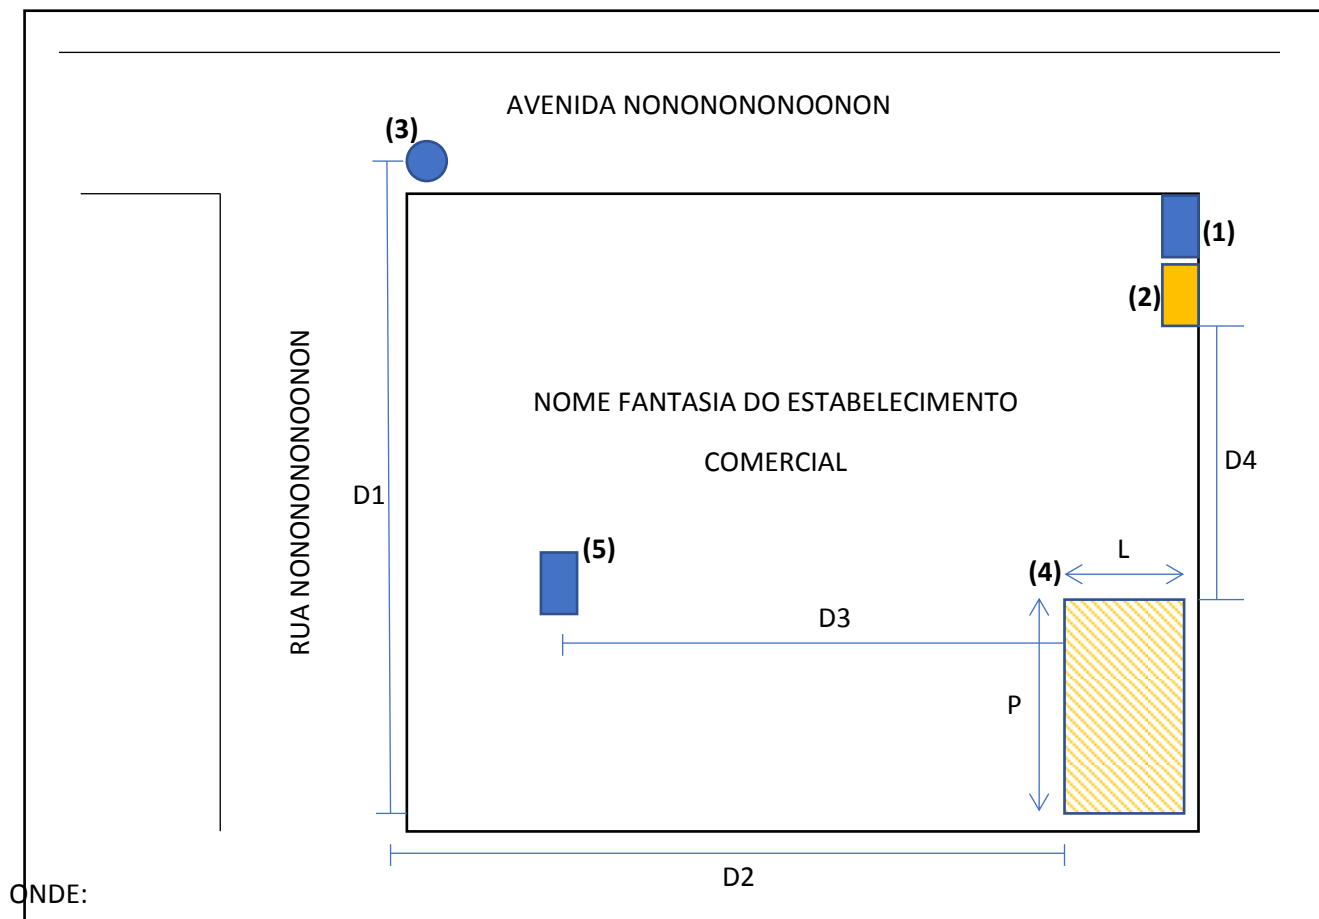 AVENIDA NONONONONOONON
(3)
(1)
(2)
RUA NONONONONOONON
NOME FANTASIA DO ESTABELECIMENTO
COMERCIAL
D1
D4
(5)
(4)
L
D3
P
D2
ONDE: